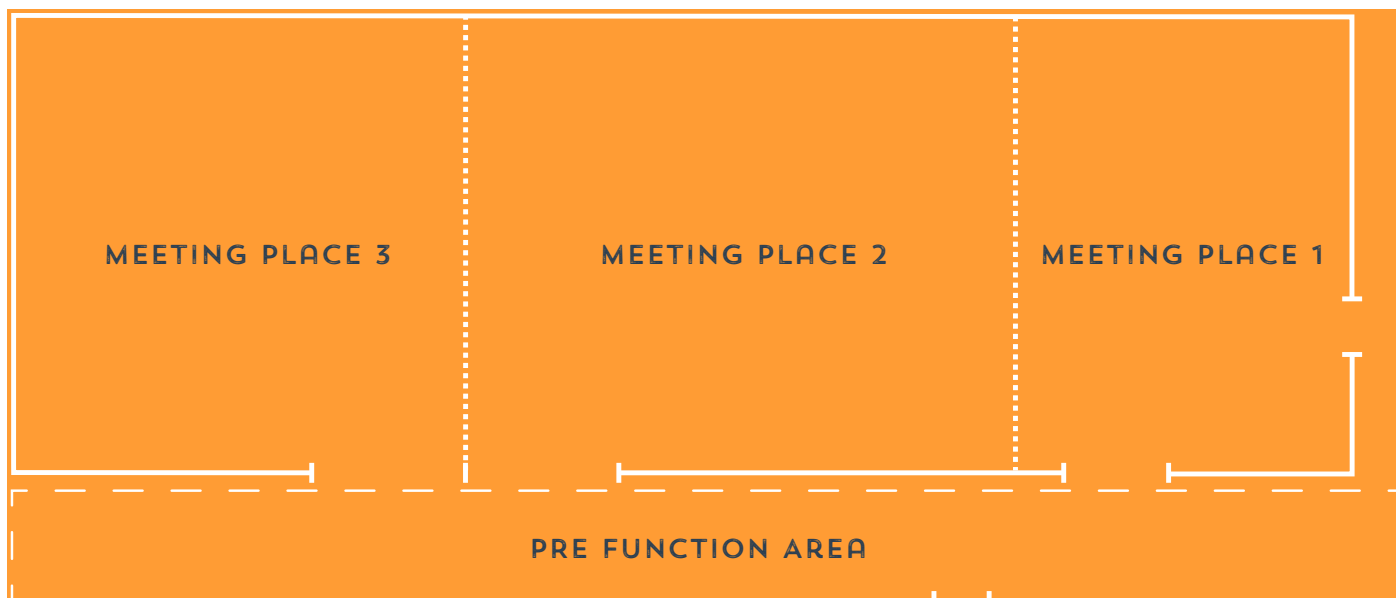 MEETING PLACE 3
MEETING PLACE 2
MEETING PLACE 1
PRE FUNCTION AREA